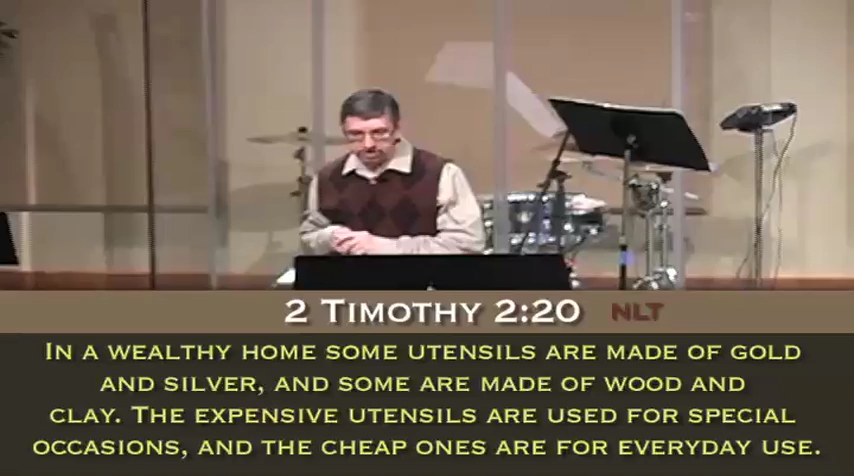 2 Timothy 2:20 NLT
In a wealthy home some utensils are made of gold
and silver, and some are made of wood and
clay. The expensive utensils are used for special
occasions, and the cheap ones are for everyday use.